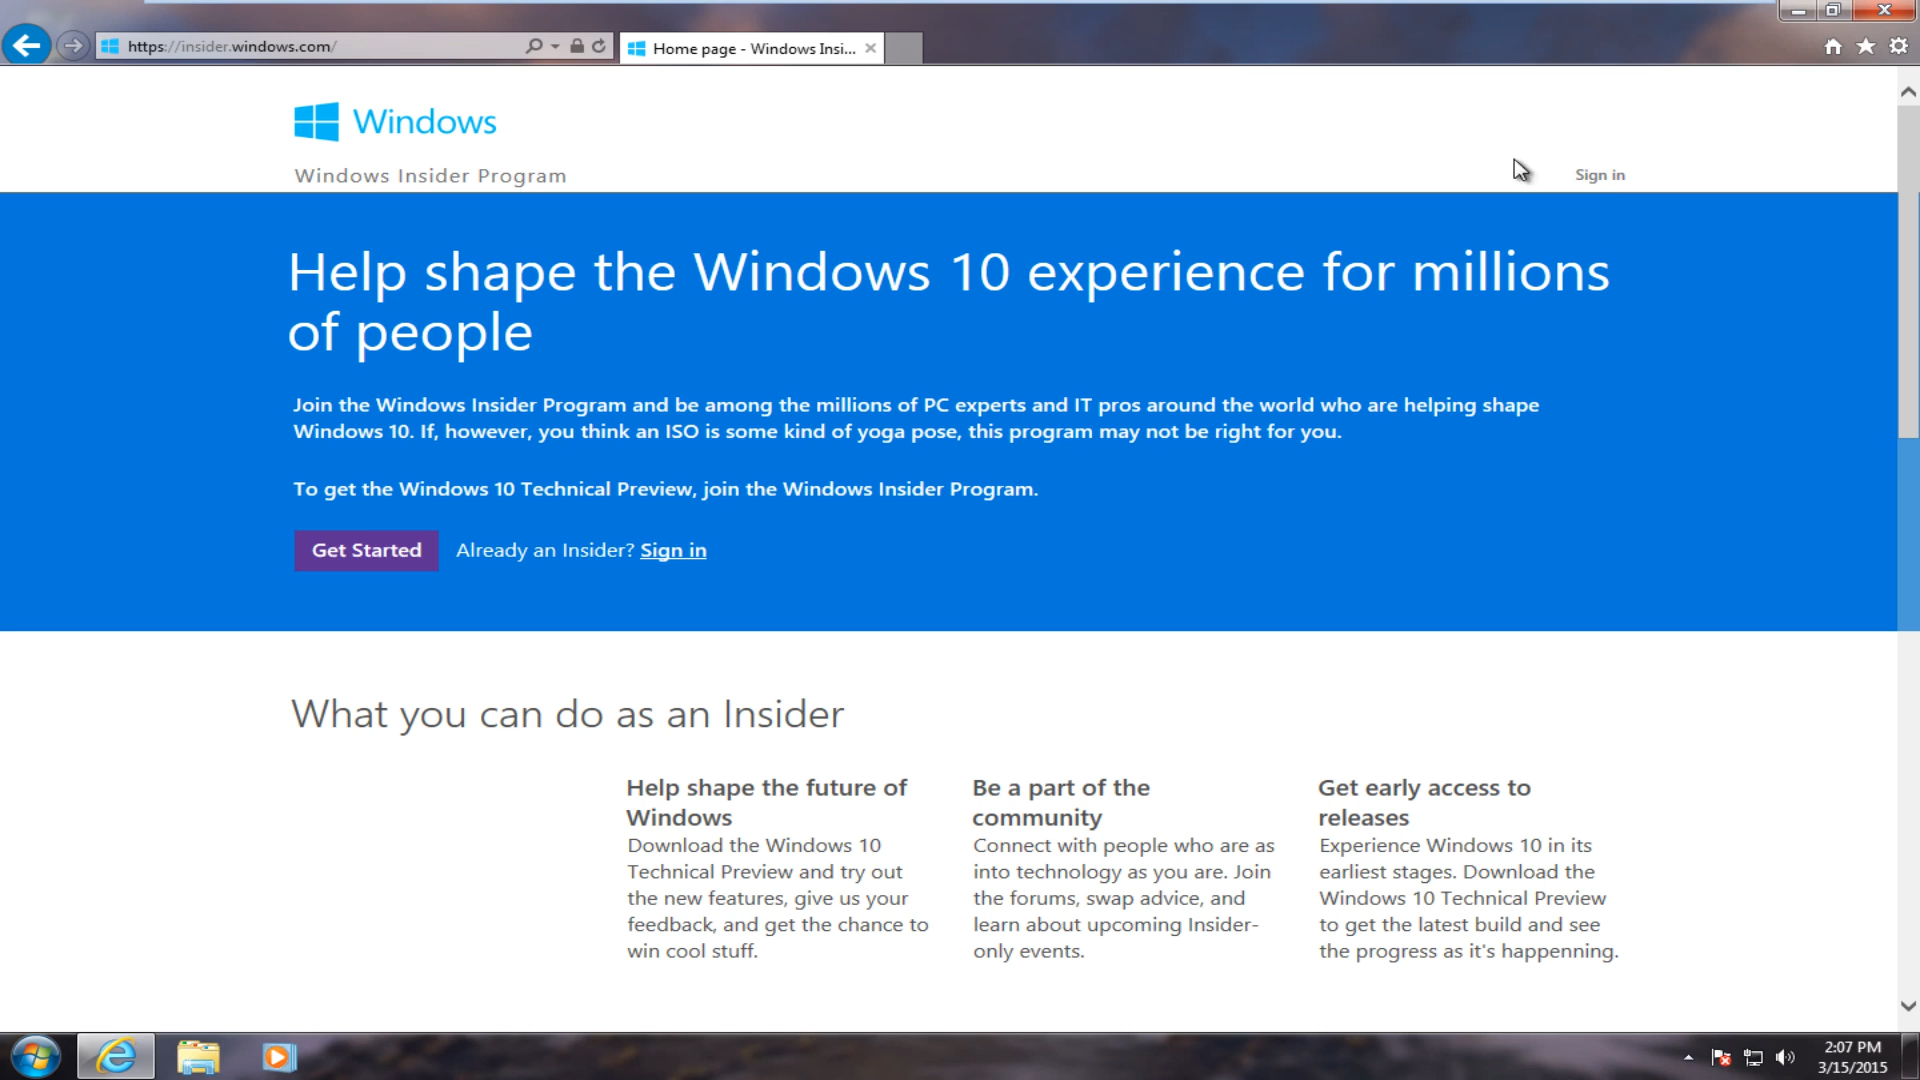 https://insider.windows.com/
Home page - Windows Insi...
Windows
Windows Insider Program
Sign in
Help shape the Windows 10 experience for millions
of people
Join the Windows Insider Program and be among the millions of PC experts and IT pros around the world who are helping shape
Windows 10. If, however, you think an ISO is some kind of yoga pose, this program may not be right for you.
To get the Windows 10 Technical Preview, join the Windows Insider Program.
Get Started
Already an Insider? Sign in
What you can do as an Insider
Help shape the future of
Windows
Download the Windows 10
Technical Preview and try out
the new features, give us your
feedback, and get the chance to
win cool stuff.
Be a part of the
community
Connect with people who are as
into technology as you are. Join
the forums, swap advice, and
learn about upcoming Insider-
only events.
Get early access to
releases
Experience Windows 10 in its
earliest stages. Download the
Windows 10 Technical Preview
to get the latest build and see
the progress as it's happenning.
2:07 PM
3/15/2015